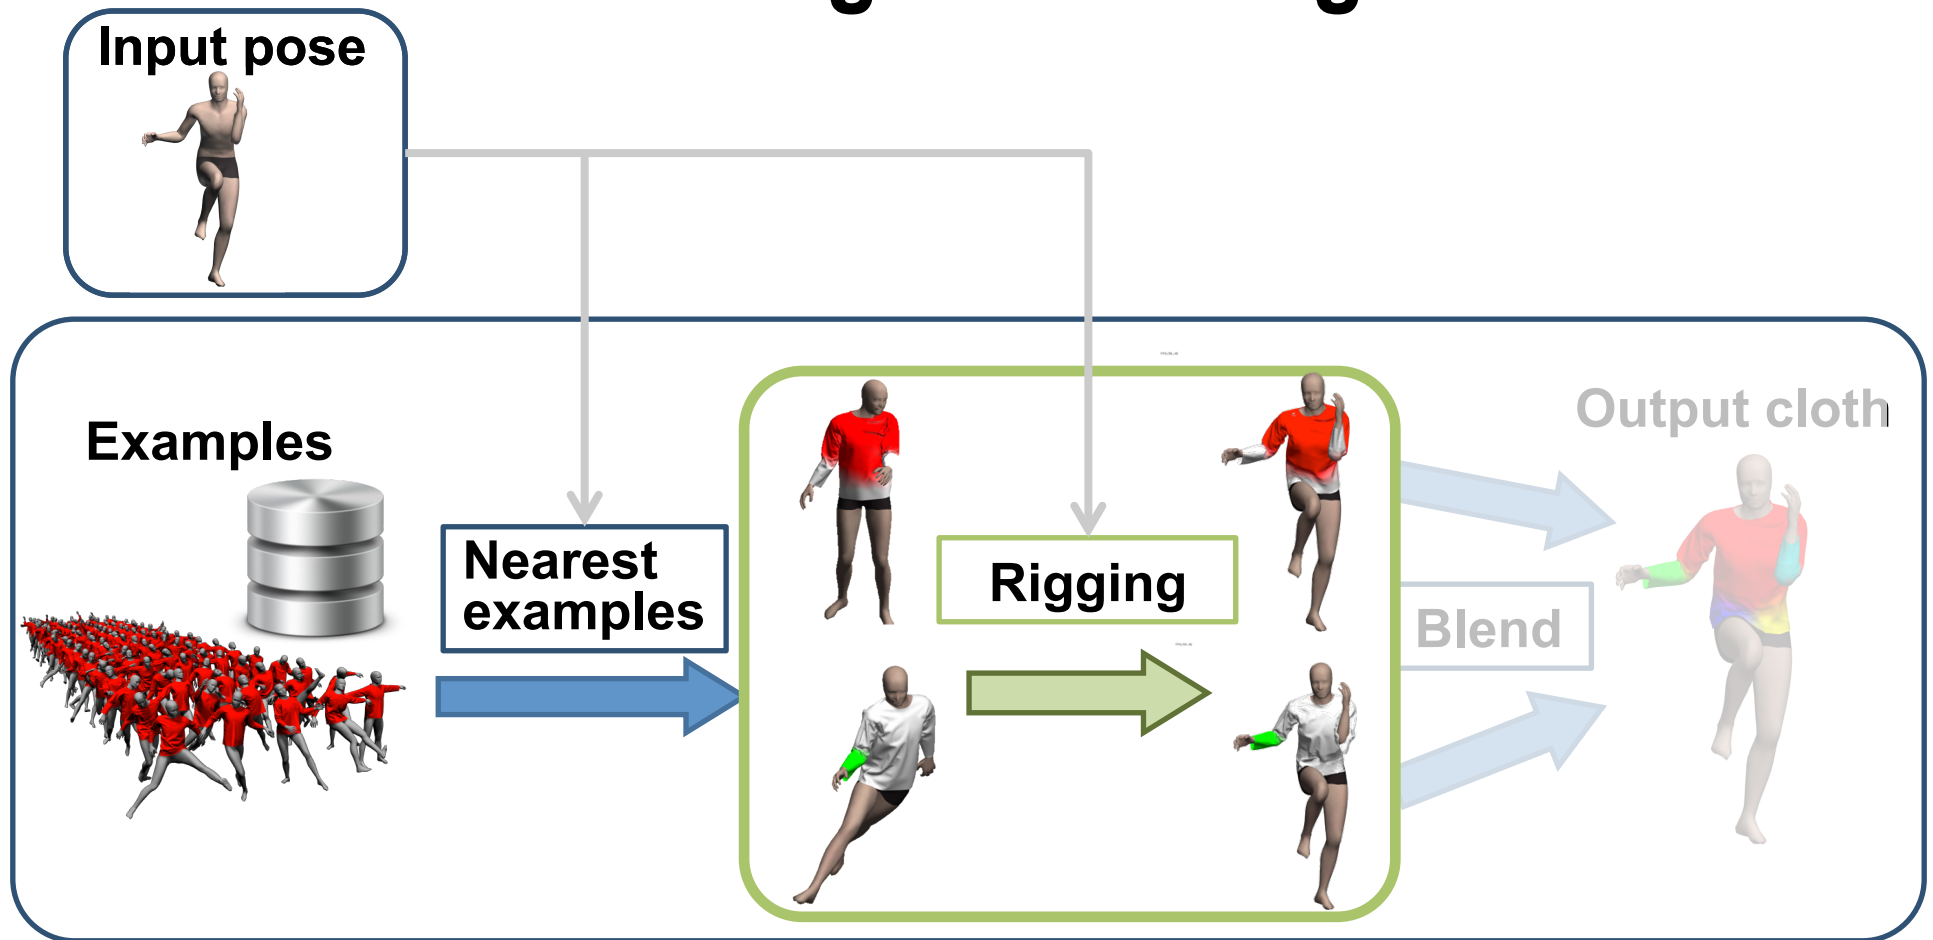 Input pose
Examples
Nearest
examples
Rigging
Output cloth
Blend